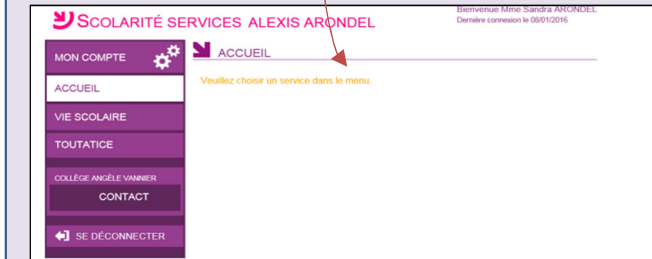 SCOLARITÉ SERVICES ALEXIS ARONDEL
Bienvenue Mme Sandra ARONDEL
Dernière connexion le 08/01/2016
MON COMPTE
ACCUEIL
ACCUEIL
Veuillez choisir un service dans le menu.
VIE SCOLAIRE
TOUTATICE
COLLÈGE ANGÈLE VANNIER
CONTACT
SE DÉCONNECTER